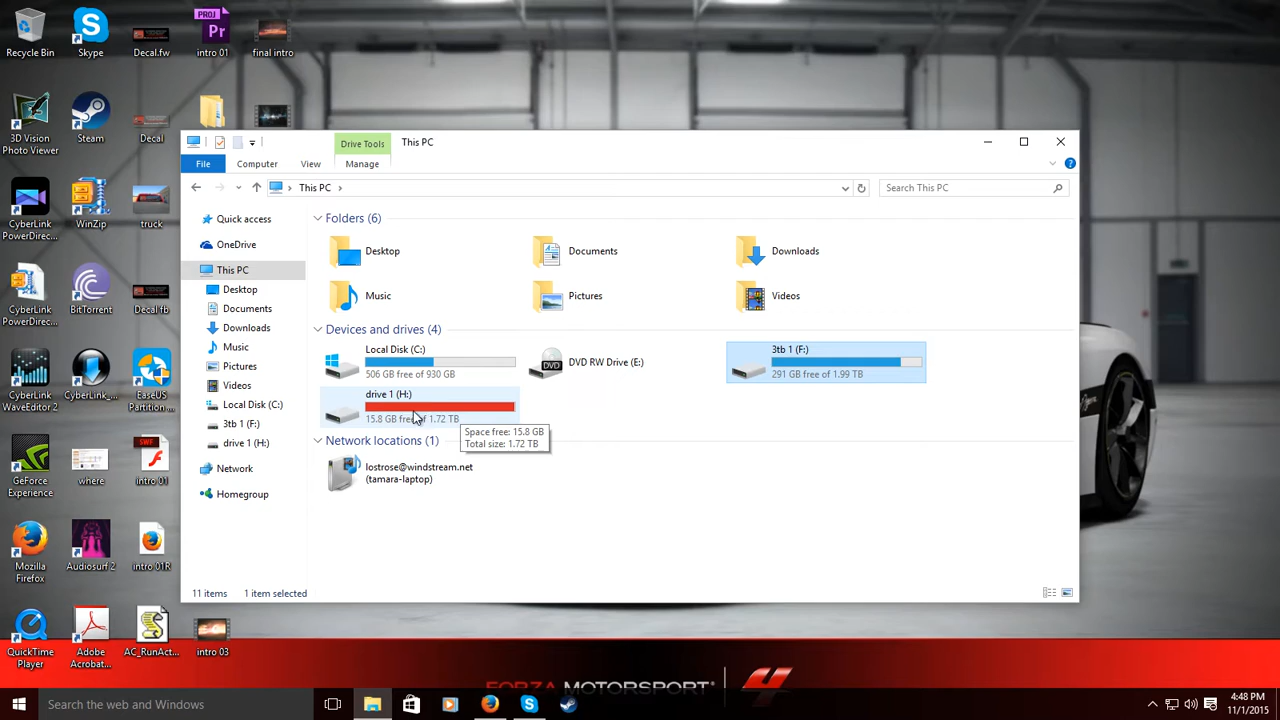 Recycle Bin
Skype
Decal.fw
PROJ
Pr
intro 01
final intro
3D Vision
Photo Viewer
Steam
Decal
Drive Tools
This PC
File
Computer
View
Manage
This PC
Search This PC
CyberLink
PowerDirec...
WinZip
truck
Quick access
OneDrive
This PC
Desktop
Documents
Downloads
Music
Pictures
Videos
Local Disk (C:)
3tb 1 (F:)
drive 1 (H:)
Network
Homegroup
Folders (6)
Desktop
Documents
Downloads
Music
Pictures
Videos
Devices and drives (4)
Local Disk (C:)
506 GB free of 930 GB
DVD
DVD RW Drive (E:)
3tb 1 (F:)
291 GB free of 1.99 TB
drive 1 (H:)
15.8 GB free of 1.72 TB
Space free: 15.8 GB
Total size: 1.72 TB
Network locations (1)
lostrose@windstream.net
(tamara-laptop)
11 items
1 item selected
CyberLink
PowerDirec...
BitTorrent
Decal fb
CyberLink
WaveEditor 2
CyberLink_...
EaseUS
Partition ...
GeForce
Experience
where
SWF
intro 01
Mozilla
Firefox
Audiosurf 2
intro 01R
QuickTime
Player
Adobe
Acrobat...
AC_RunAct...
intro 03
FORZA MOTORSPORT
4
Search the web and Windows
4:48 PM
11/1/2015